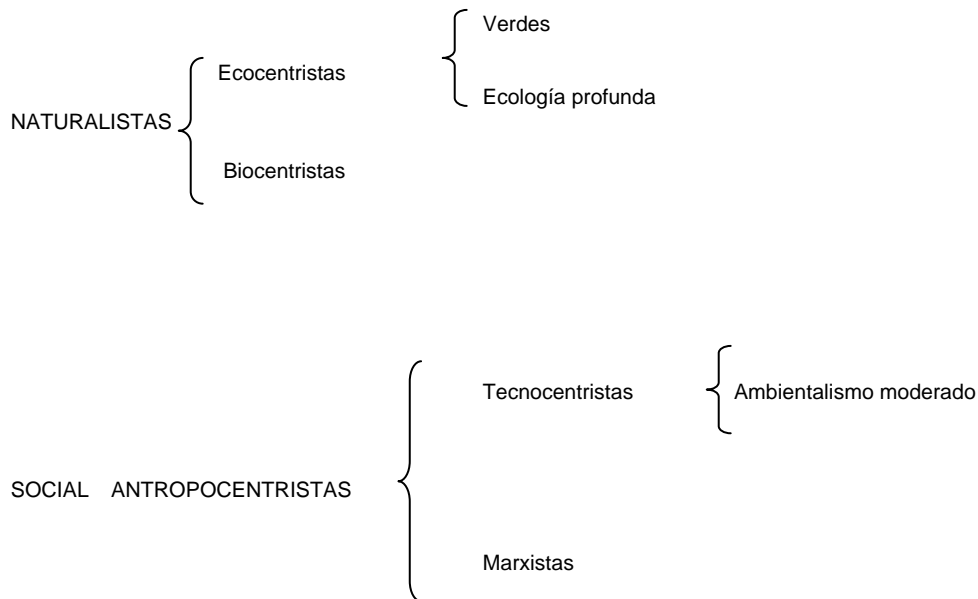 Verdes
Ecocentristas
Ecología profunda
NATURALISTAS
Biocentristas
Tecnocentristas
Ambientalismo moderado
SOCIAL ANTROPOCENTRISTAS
Marxistas